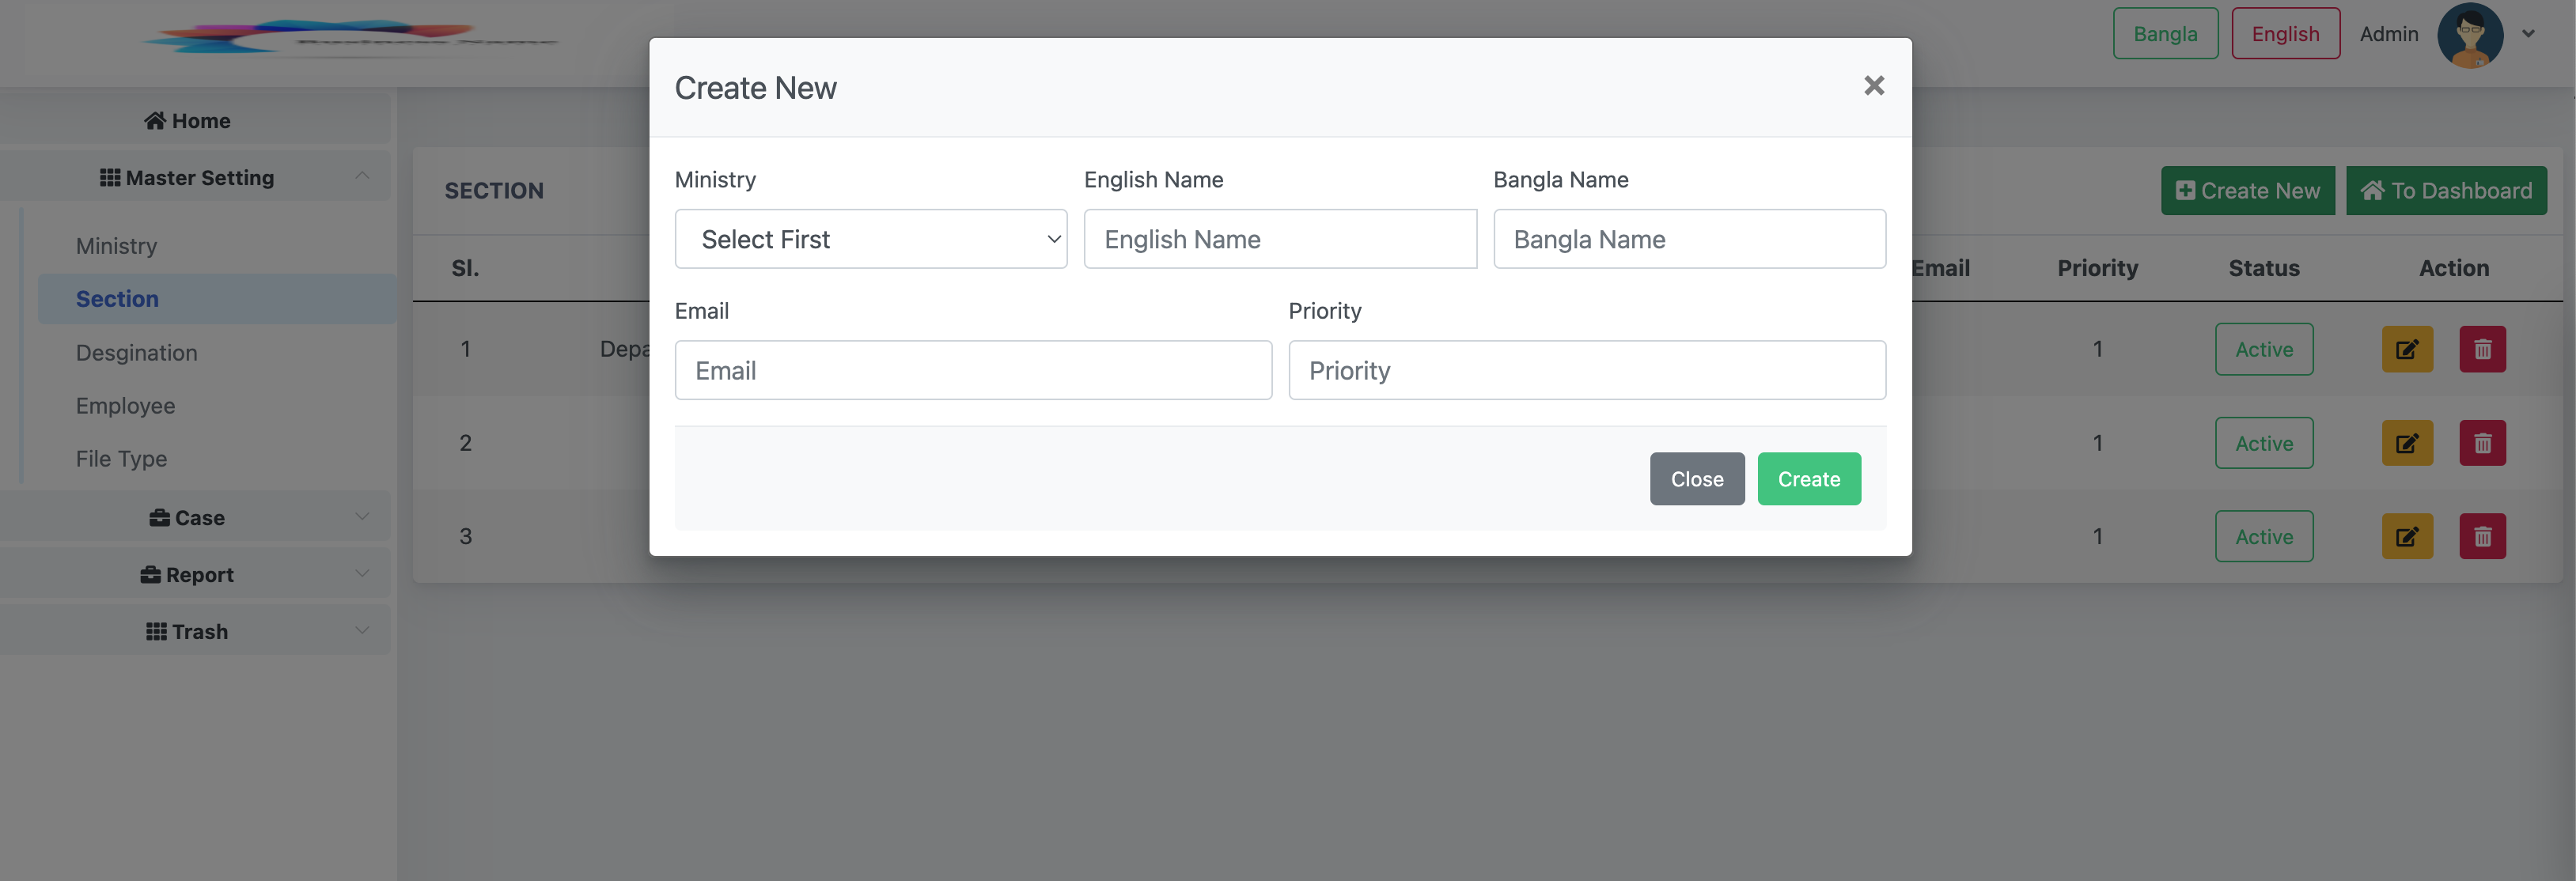 Business Name
Bangla English Admin
Create New
Home
Master Setting
Ministry
Section
Desgination
Employee
File Type
Case
Report
Trash
SECTION
Create New To Dashboard
Sl. Email Priority Status Action
1 Depa 1 Active
2 1 Active
3 1 Active
Ministry English Name Bangla Name
Select First English Name Bangla Name
Email Priority
Email Priority
Close Create